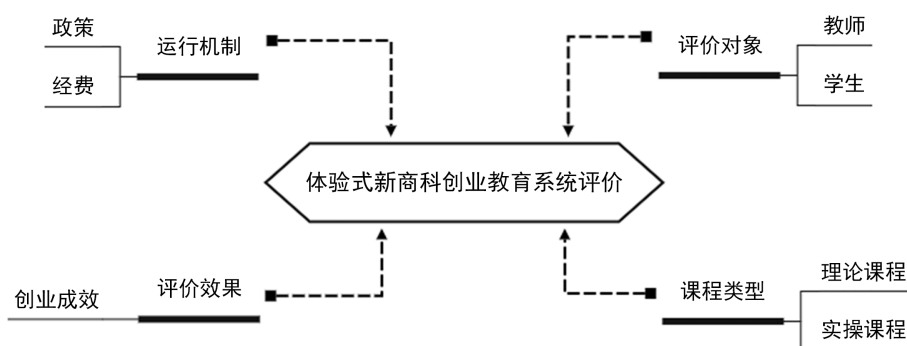 政策
运行机制
经费
评价对象
教师
学生
体验式新商科创业教育系统评价
创业成效
评价效果
课程类型
理论课程
实操课程